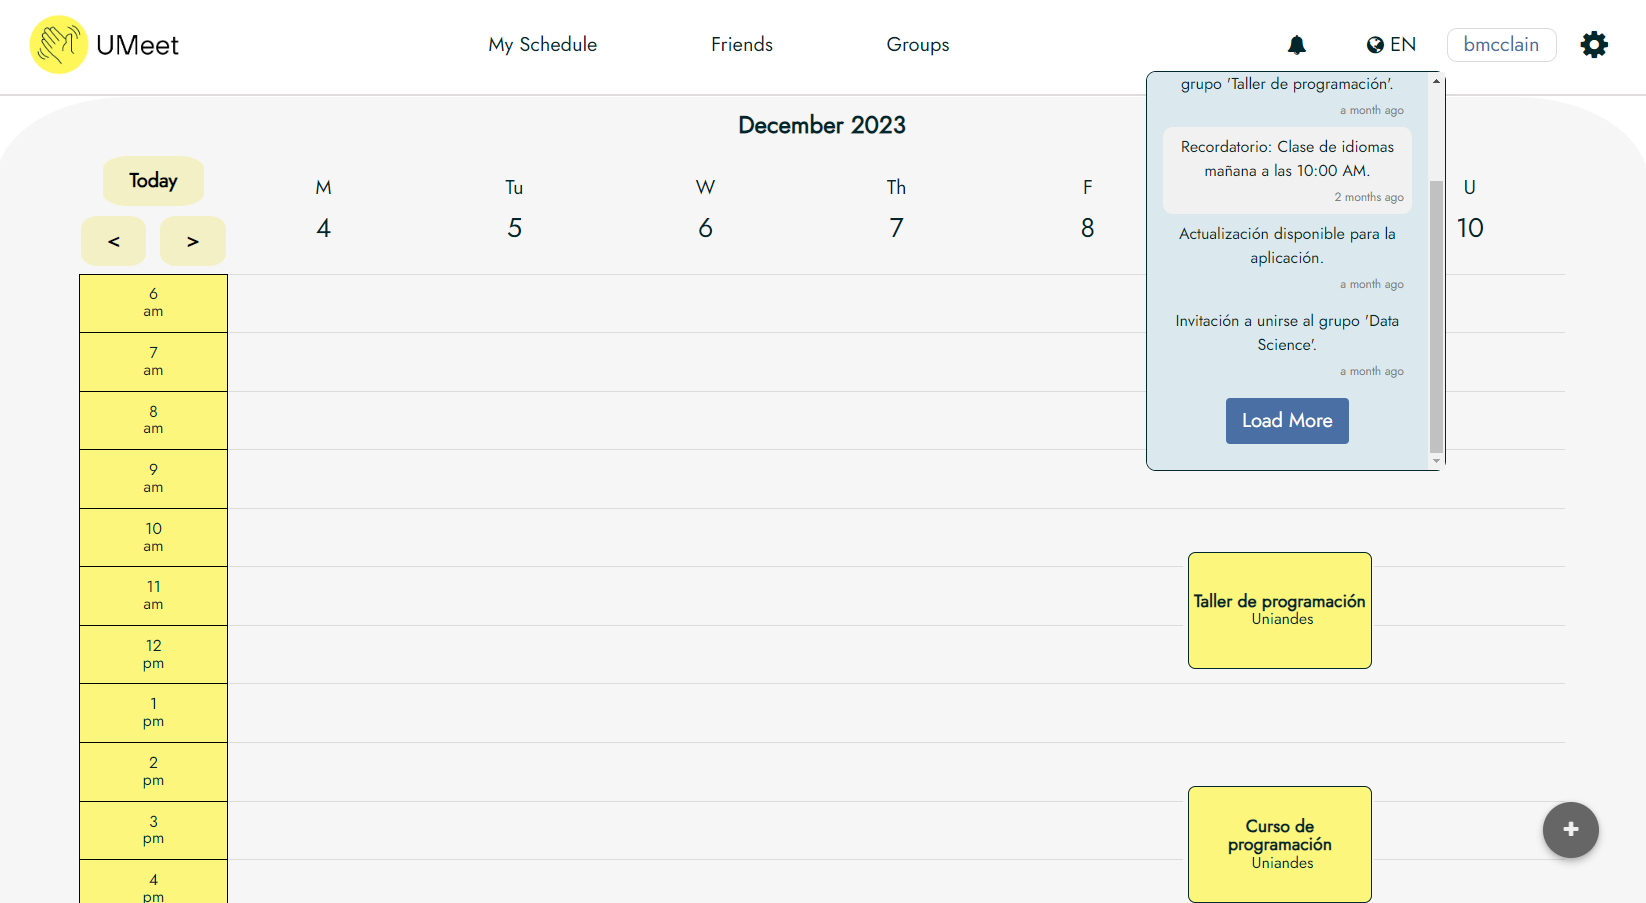 UMeet
My Schedule
Friends
Groups
EN
bmcclain
December 2023
Today
<
>
M
4
Tu
5
W
6
Th
7
F
8
U
10
grupo 'Taller de programación'.
a month ago
Recordatorio: Clase de idiomas
mañana a las 10:00 AM.
2 months ago
Actualización disponible para la
aplicación.
a month ago
Invitación a unirse al grupo 'Data
Science'.
a month ago
Load More
6
am
7
am
8
am
9
am
10
am
11
am
12
pm
1
pm
2
pm
3
pm
4
pm
Taller de programación
Uniandes
Curso de
programación
Uniandes
+